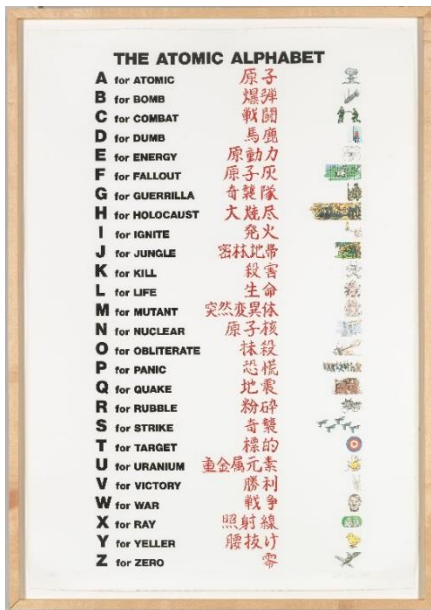 THE ATOMIC ALPHABET
A for ATOMIC 原子
B for BOMB 爆弾
C for COMBAT 戦闘
D for DUMB 馬鹿
E for ENERGY 原動力
F for FALLOUT 原子灰
G for GUERRILLA 奇襲隊
H for HOLOCAUST 大燔尽
I for IGNITE 発火
J for JUNGLE 密林地帯
K for KILL 殺害
L for LIFE 生命
M for MUTANT 突然変異体
N for NUCLEAR 原子核
O for OBLITERATE 抹殺
P for PANIC 恐慌
Q for QUAKE 地震
R for RUBBLE 粉砕
S for STRIKE 奇襲
T for TARGET 標的
U for URANIUM 重金属元素
V for VICTORY 勝利
W for WAR 戦争
X for RAY 照射線
Y for YELLER 腰抜け
Z for ZERO 零